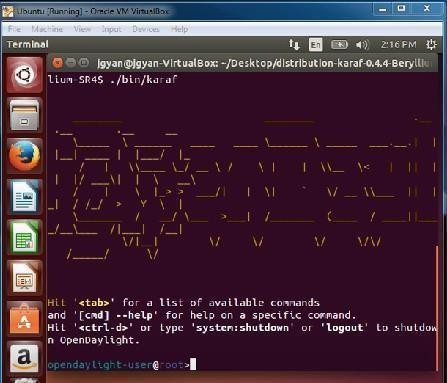 Ubuntu [Running] - Oracle VM VirtualBox
File Machine View Input Devices Help
Terminal En 2:16 PM
jgyan@jgyan-VirtualBox: ~/Desktop/distribution-karaf-0.4.4-Beryllium
lium-SR4$ ./bin/karaf
Hit '<tab>' for a list of available commands
and '[cmd] --help' for help on a specific command.
Hit '<ctrl-d>' or type 'system:shutdown' or 'logout' to shutdow
n OpenDaylight.
opendaylight-user@root>